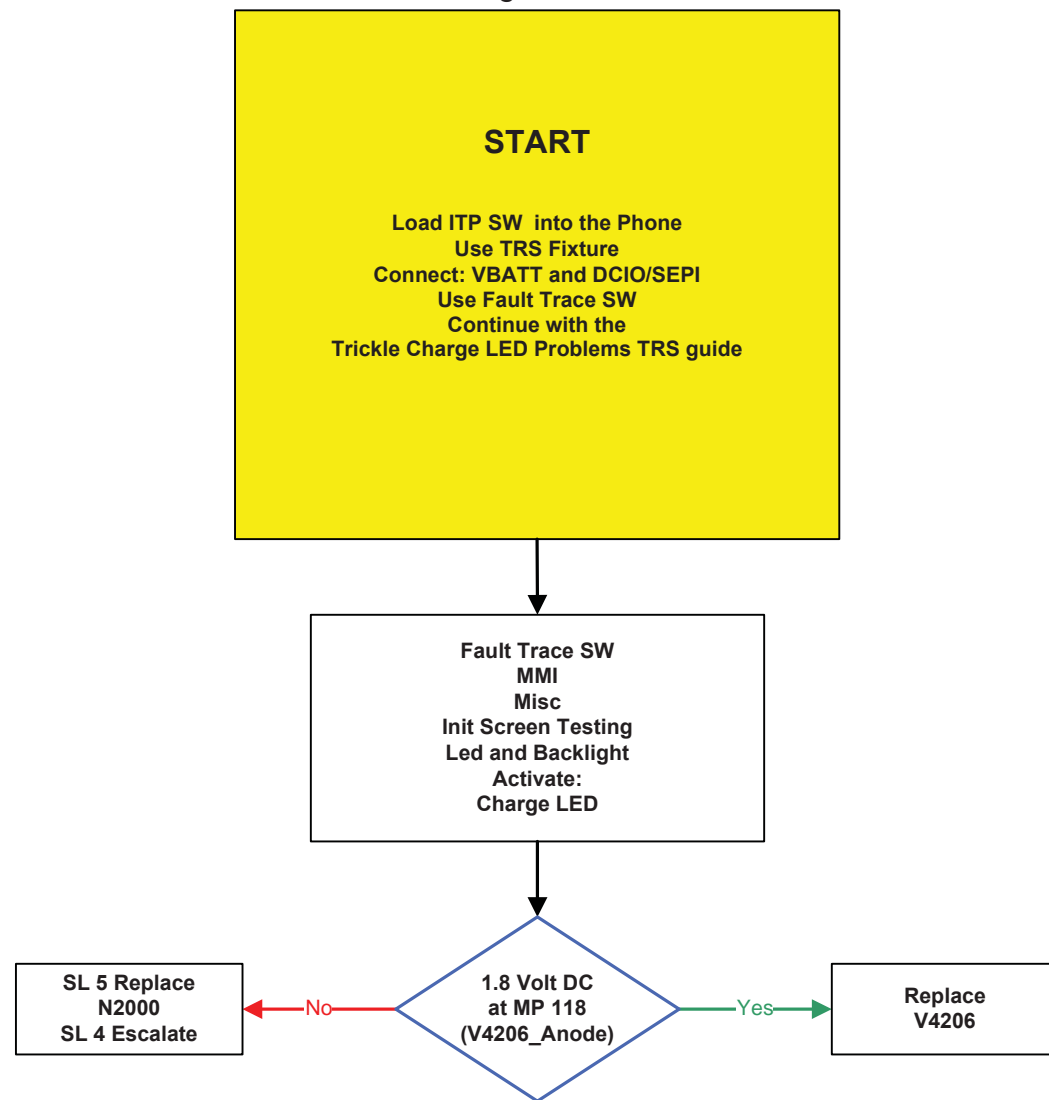 START
Load ITP SW into the Phone
Use TRS Fixture
Connect: VBATT and DCIO/SEPI
Use Fault Trace SW
Continue with the
Trickle Charge LED Problems TRS guide
Fault Trace SW
MMI
Misc
Init Screen Testing
Led and Backlight
Activate:
Charge LED
SL 5 Replace
N2000
SL 4 Escalate
No
1.8 Volt DC
at MP 118
(V4206_Anode)
Yes
Replace
V4206